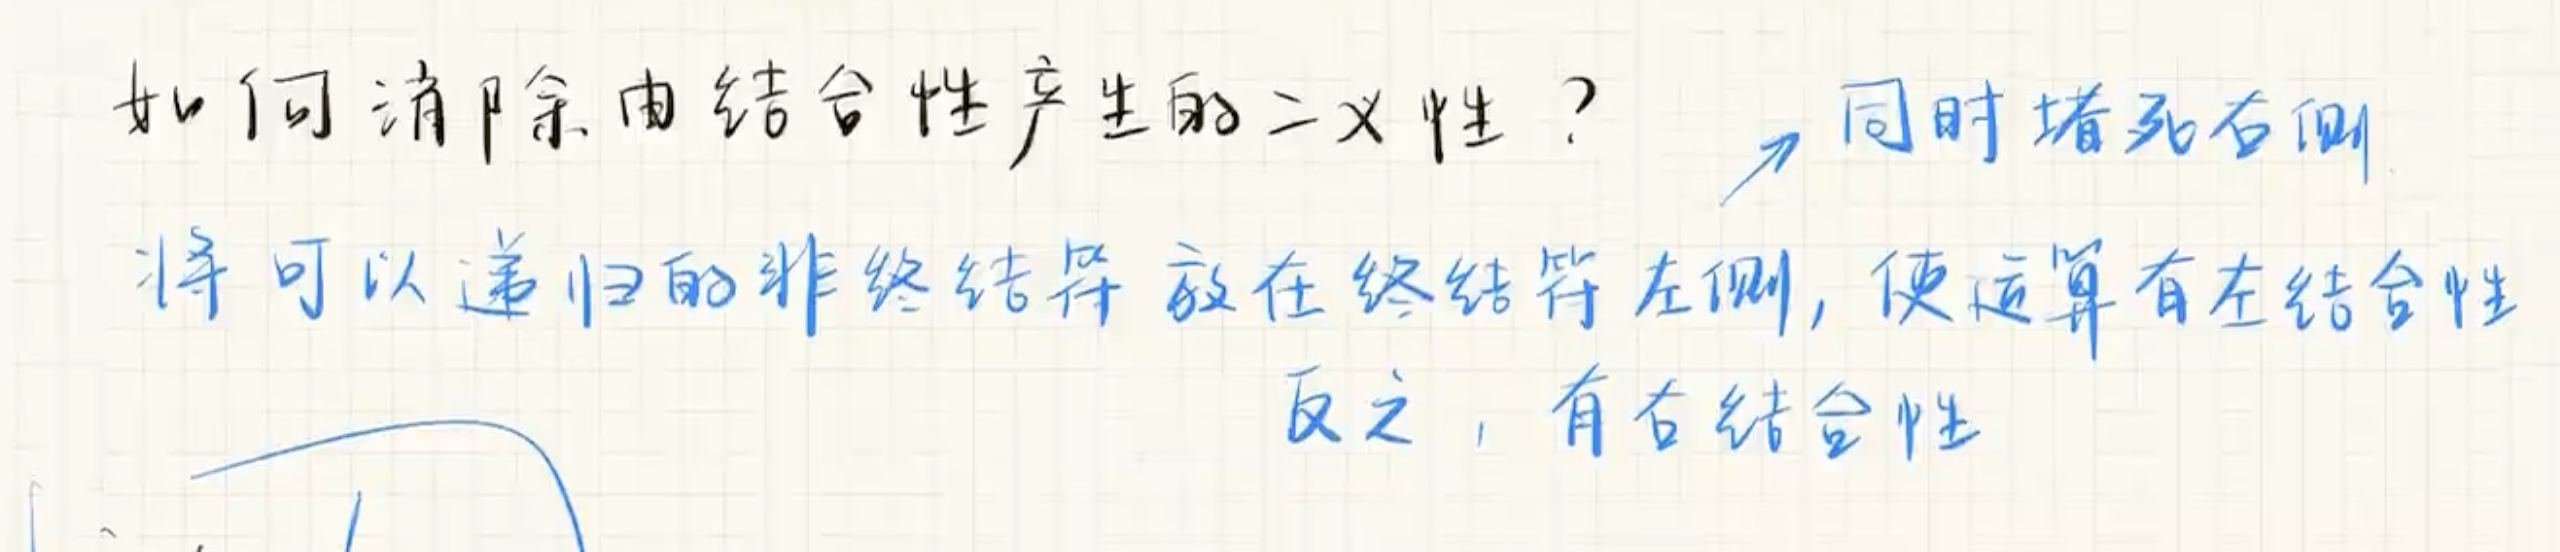 如何消除由结合性产生的二义性？
↗ 同时堵死右侧
将可以递归的非终结符放在终结符左侧，使运算有左结合性
反之，有右结合性